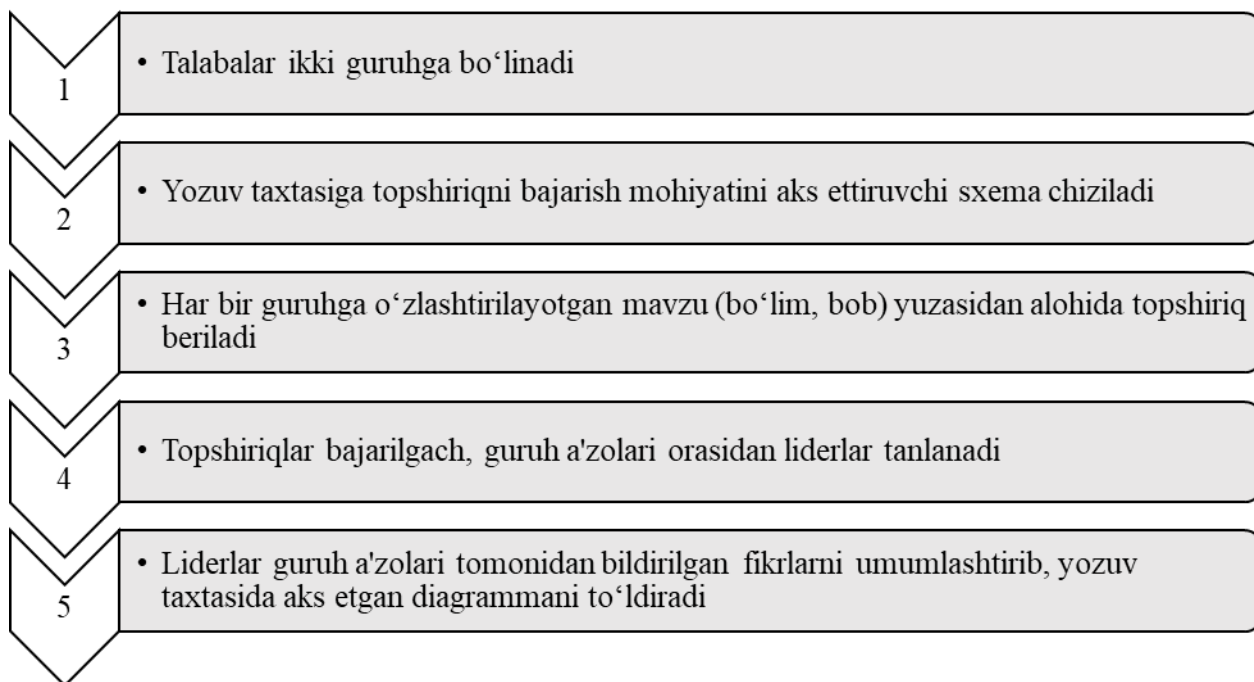 1
• Talabalar ikki guruhga bo‘linadi
2
• Yozuv taxtasiga topshiriqni bajarish mohiyatini aks ettiruvchi sxema chiziladi
3
• Har bir guruhga o‘zlashtirilayotgan mavzu (bo‘lim, bob) yuzasidan alohida topshiriq
beriladi
4
• Topshiriqlar bajarilgach, guruh a'zolari orasidan liderlar tanlanadi
5
• Liderlar guruh a'zolari tomonidan bildirilgan fikrlarni umumlashtirib, yozuv
taxtasida aks etgan diagrammani to‘ldiradi